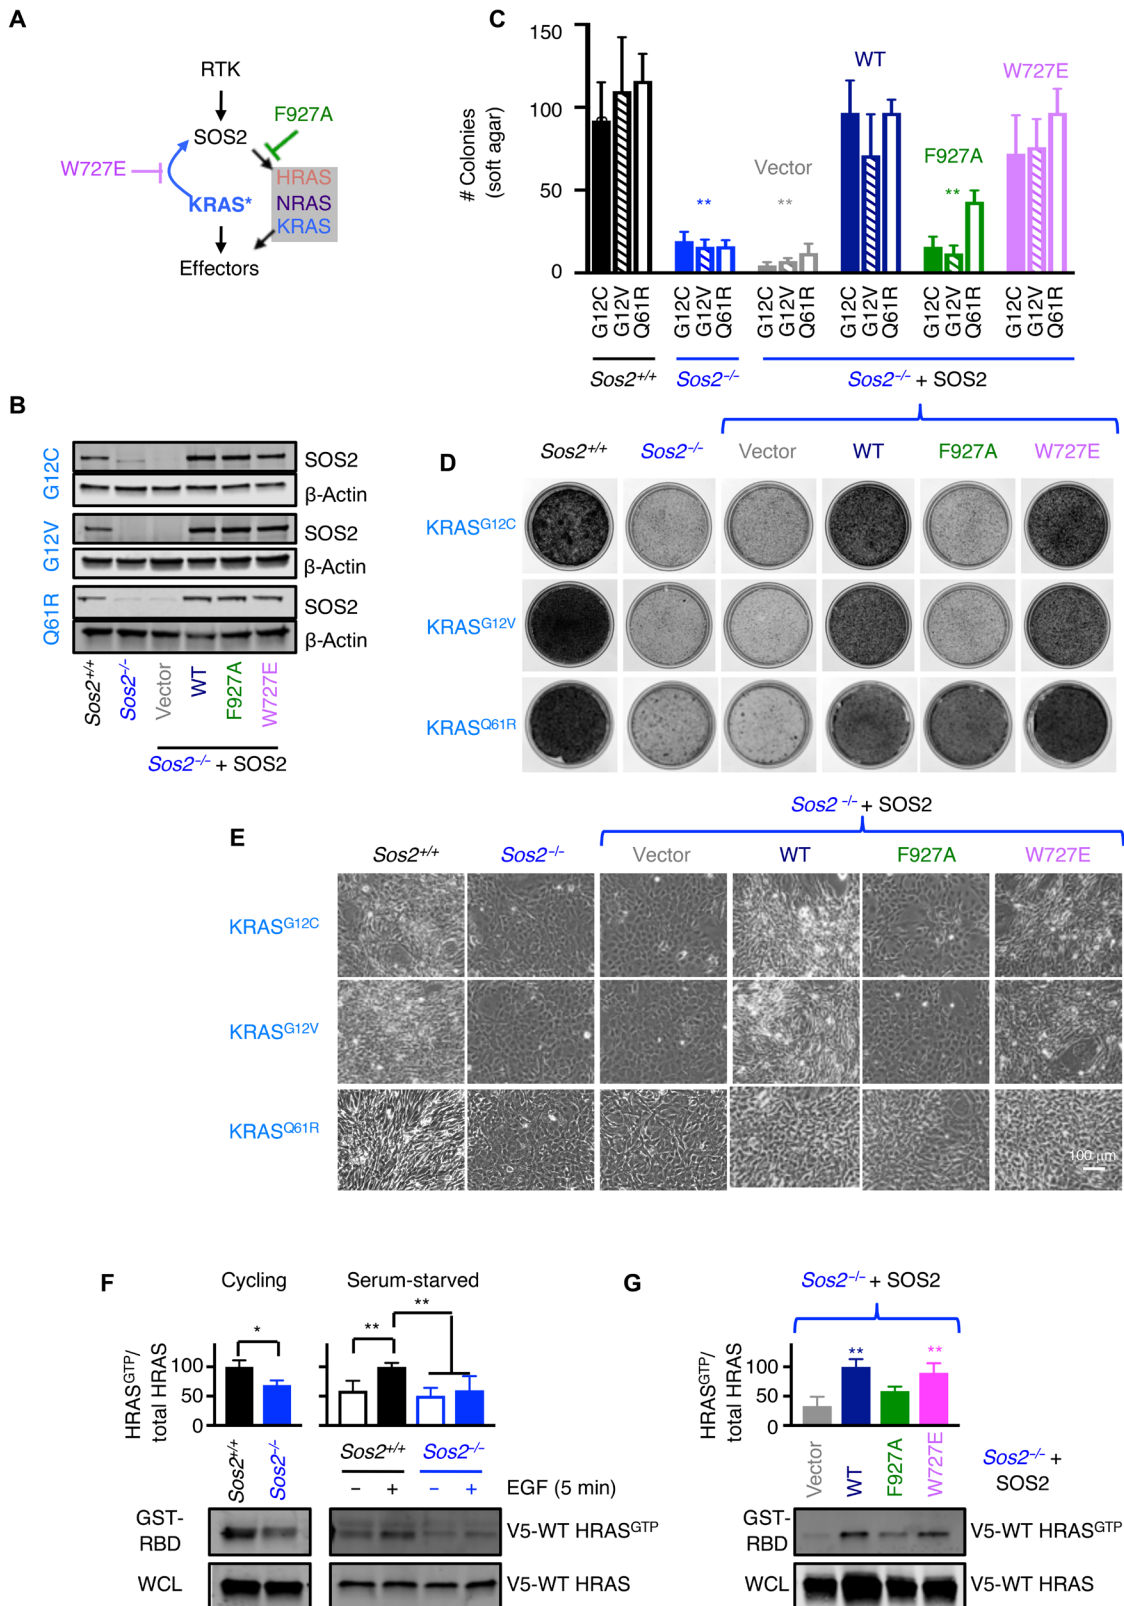 A
RTK
F927A
SOS2
W727E
HRAS
NRAS
KRAS
KRAS*
Effectors
C
150
100
50
0
# Colonies
(soft agar)
Vector
**
**
WT
F927A
**
W727E
G12C
G12V
Q61R
G12C
G12V
Q61R
G12C
G12V
Q61R
G12C
G12V
Q61R
G12C
G12V
Q61R
G12C
G12V
Q61R
Sos2+/+
Sos2–/–
Sos2–/– + SOS2
B
G12C
SOS2
β-Actin
G12V
SOS2
β-Actin
Q61R
SOS2
β-Actin
Sos2+/+
Sos2–/–
Vector
WT
F927A
W727E
Sos2–/– + SOS2
D
Sos2+/+ Sos2–/– Vector WT F927A W727E
KRASG12C
KRASG12V
KRASQ61R
Sos2 –/– + SOS2
E
Sos2+/+ Sos2–/– Vector WT F927A W727E
KRASG12C
KRASG12V
KRASQ61R
100 µm
F
Cycling Serum-starved
HRASGTP/
total HRAS
100
50
0
*
**
**
Sos2+/+
Sos2–/–
Sos2+/+ Sos2–/–
– + – + EGF (5 min)
GST-
RBD
V5-WT HRASGTP
WCL
V5-WT HRAS
G
Sos2–/– + SOS2
HRASGTP/
total HRAS
100
50
0
**
**
Vector
WT
F927A
W727E
Sos2–/– +
SOS2
GST-
RBD
V5-WT HRASGTP
WCL
V5-WT HRAS